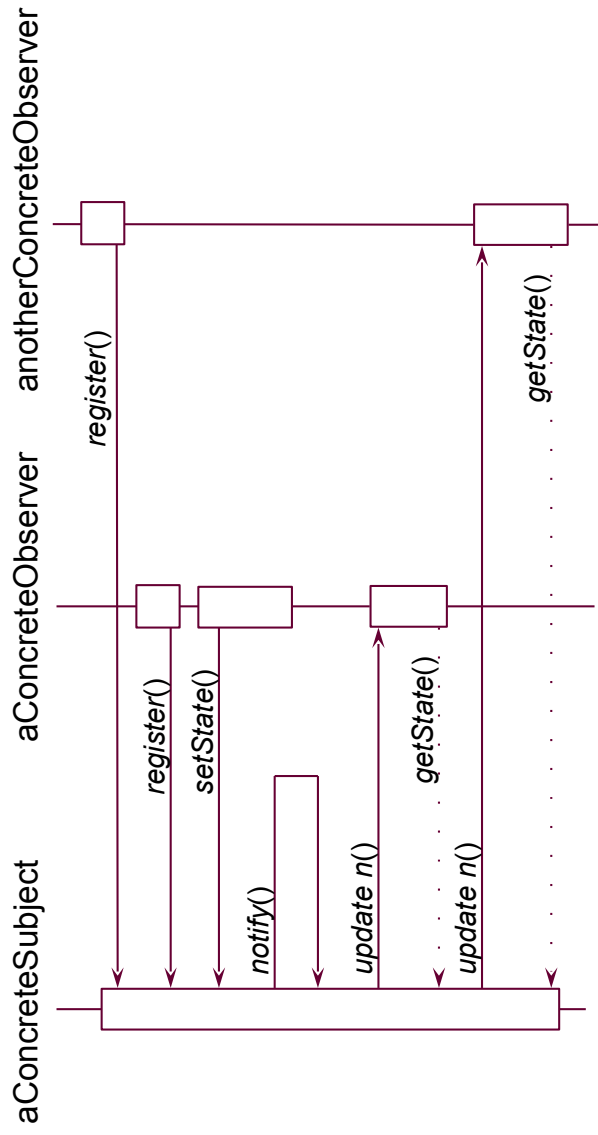 aConcreteSubject
aConcreteObserver
anotherConcreteObserver
register()
register()
setState()
notify()
update n()
getState()
update n()
getState()